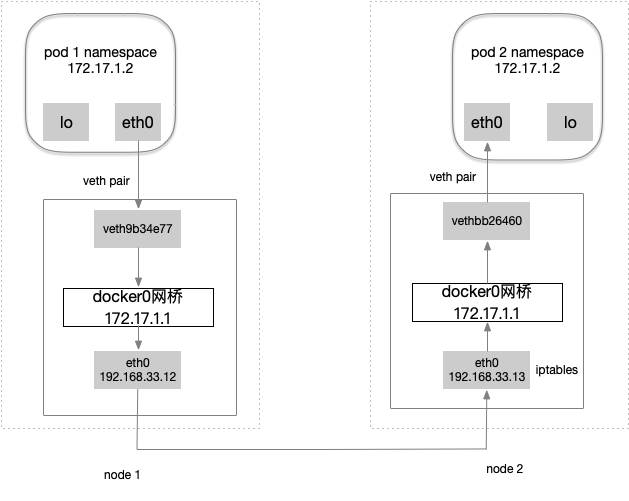 pod 1 namespace
172.17.1.2
lo
eth0
veth pair
veth9b34e77
docker0网桥
172.17.1.1
eth0
192.168.33.12
node 1
pod 2 namespace
172.17.1.2
eth0
lo
veth pair
vethbb26460
docker0网桥
172.17.1.1
eth0
192.168.33.13
iptables
node 2